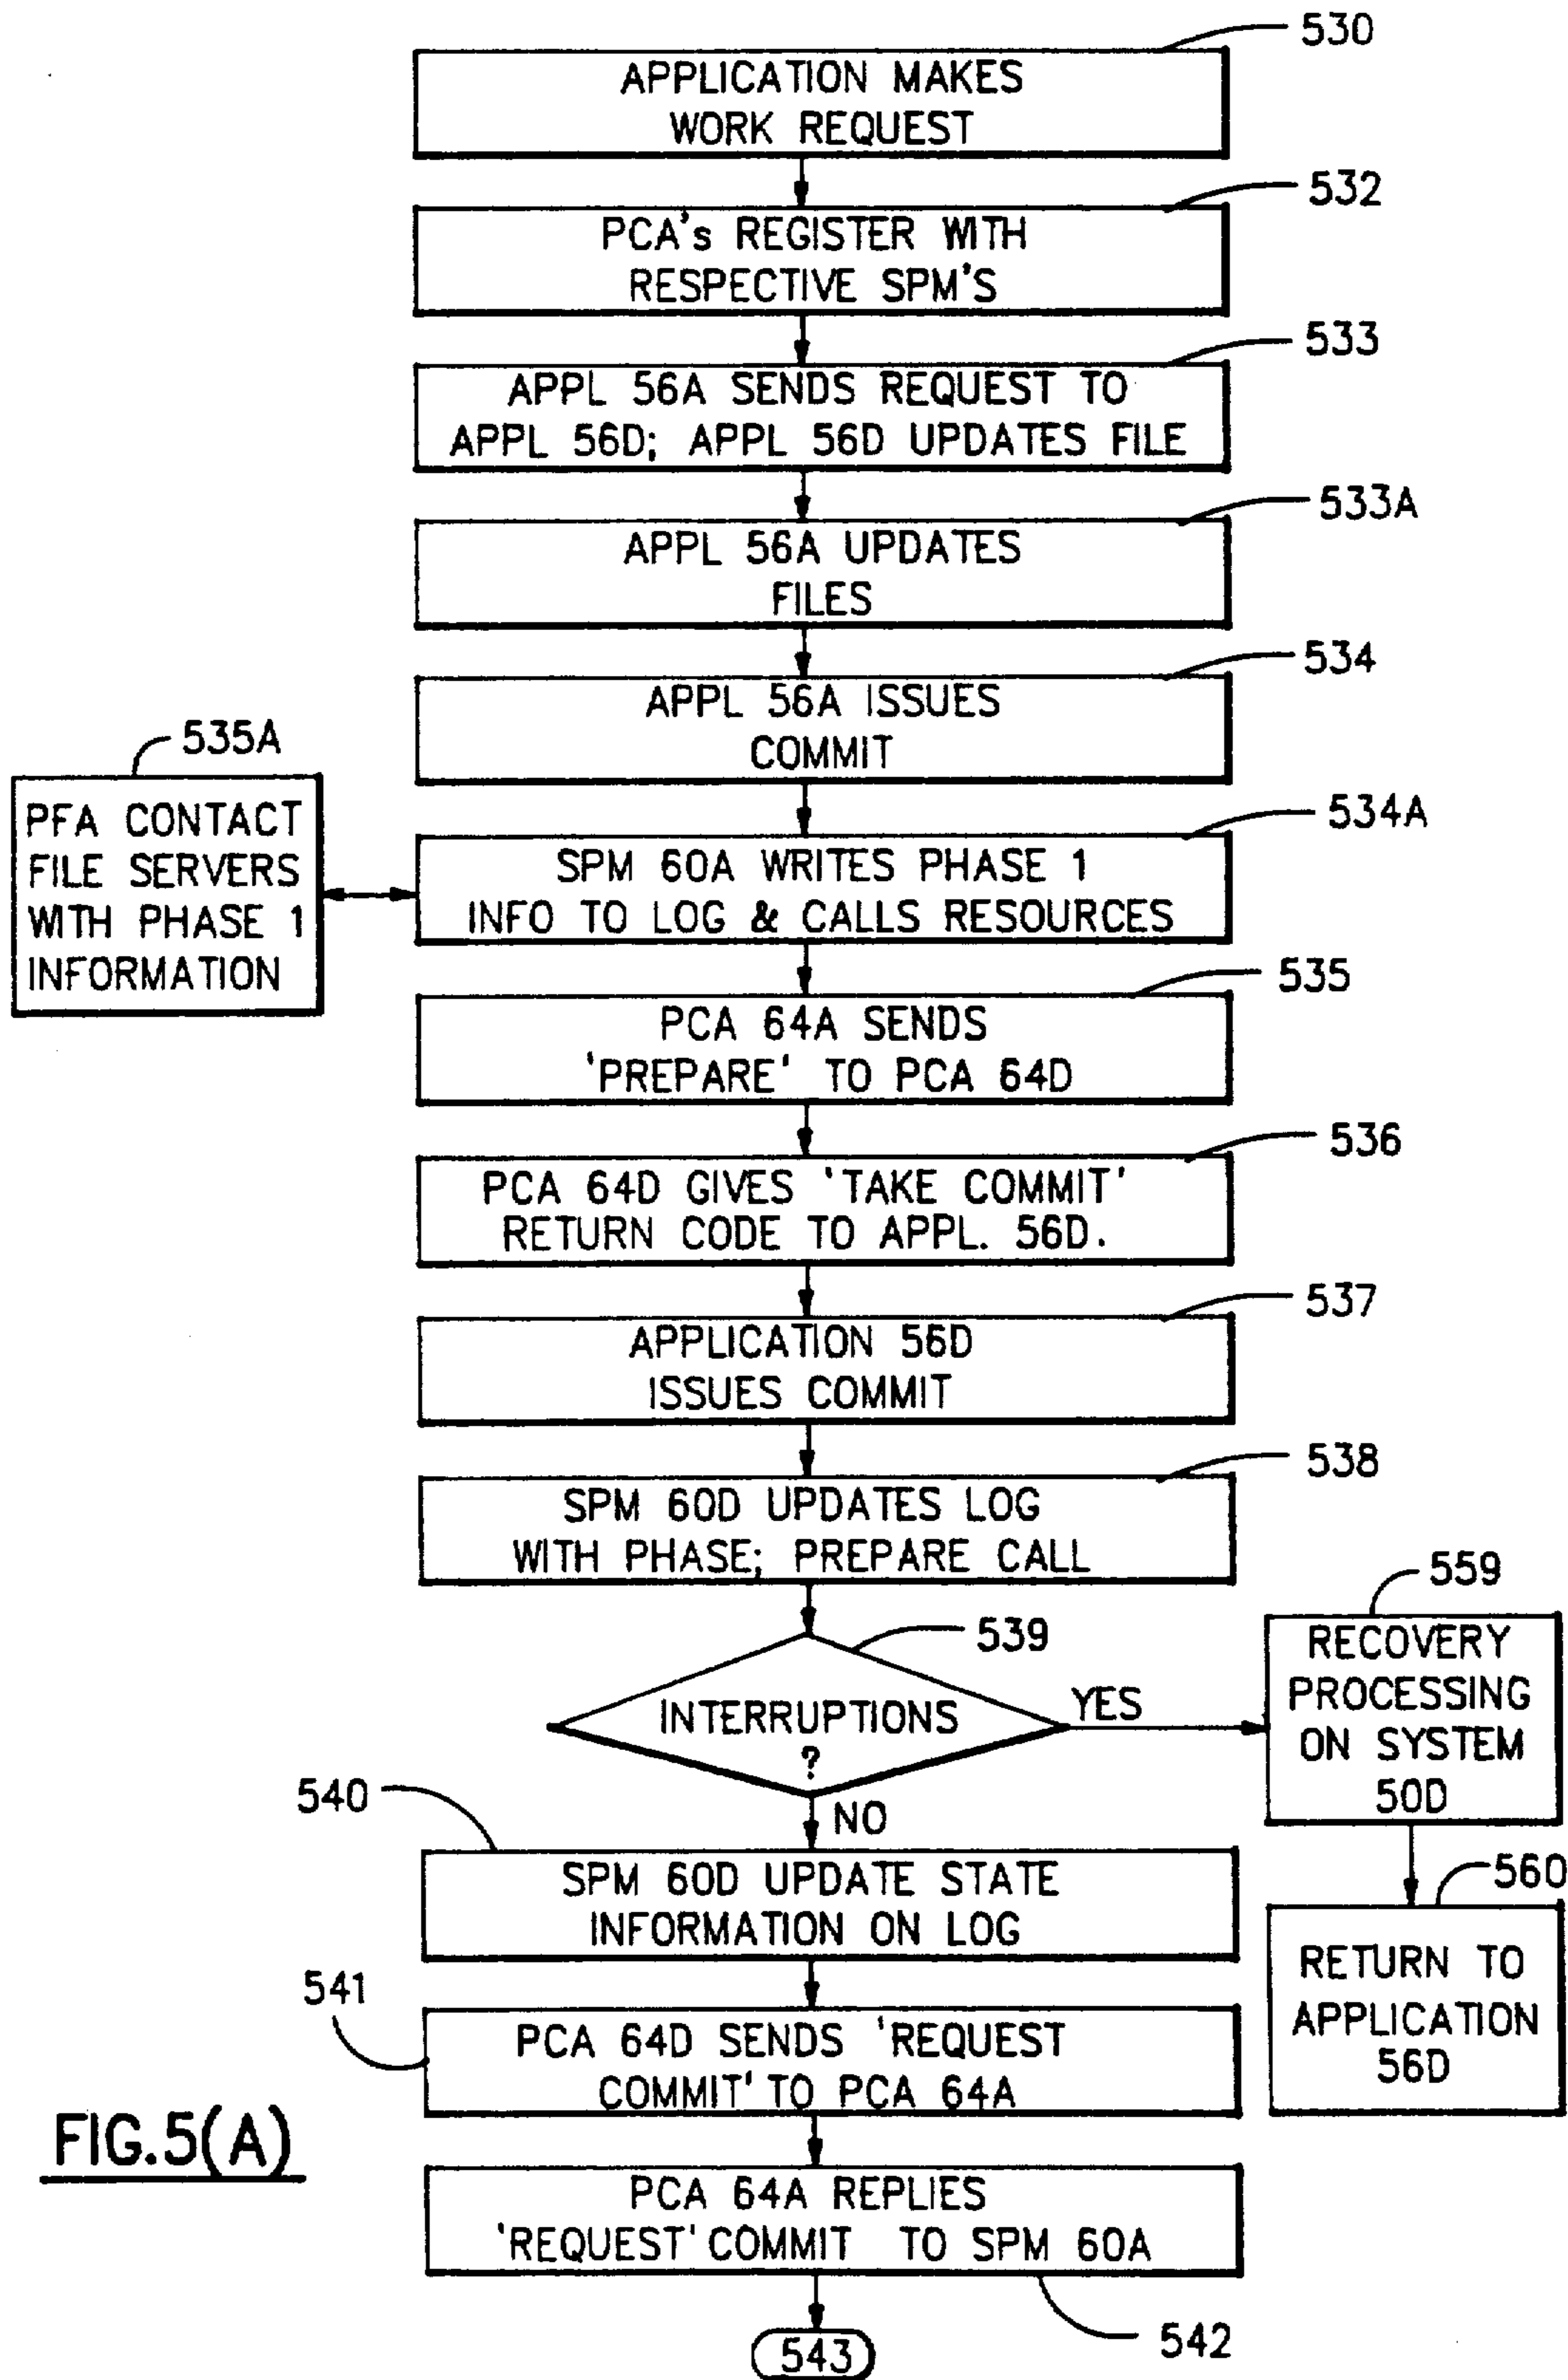 530
APPLICATION MAKES
WORK REQUEST
532
PCA's REGISTER WITH
RESPECTIVE SPM'S
533
APPL 56A SENDS REQUEST TO
APPL 56D; APPL 56D UPDATES FILE
533A
APPL 56A UPDATES
FILES
534
APPL 56A ISSUES
COMMIT
535A
PFA CONTACT
FILE SERVERS
WITH PHASE 1
INFORMATION
534A
SPM 60A WRITES PHASE 1
INFO TO LOG & CALLS RESOURCES
535
PCA 64A SENDS
'PREPARE' TO PCA 64D
536
PCA 64D GIVES 'TAKE COMMIT'
RETURN CODE TO APPL. 56D.
537
APPLICATION 56D
ISSUES COMMIT
538
SPM 60D UPDATES LOG
WITH PHASE; PREPARE CALL
539
INTERRUPTIONS
?
YES
NO
559
RECOVERY
PROCESSING
ON SYSTEM
50D
560
RETURN TO
APPLICATION
56D
540
SPM 60D UPDATE STATE
INFORMATION ON LOG
541
PCA 64D SENDS 'REQUEST
COMMIT' TO PCA 64A
PCA 64A REPLIES
'REQUEST' COMMIT TO SPM 60A
542
543
FIG.5(A)